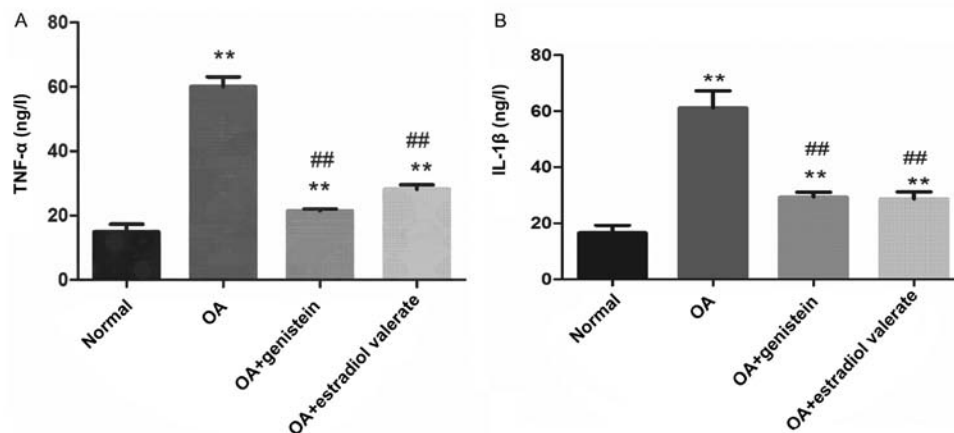 A
TNF-α (ng/l)
80
60
40
20
0
**
##
**
##
**
Normal
OA
OA+genistein
OA+estradiol valerate
B
IL-1β (ng/l)
80
60
40
20
0
**
##
**
##
**
Normal
OA
OA+genistein
OA+estradiol valerate